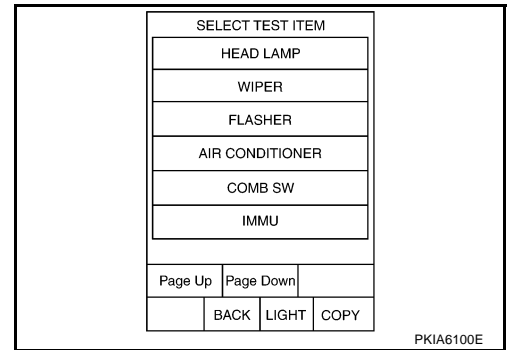 SELECT TEST ITEM
HEAD LAMP
WIPER
FLASHER
AIR CONDITIONER
COMB SW
IMMU
Page Up Page Down
BACK LIGHT COPY
PKIA6100E